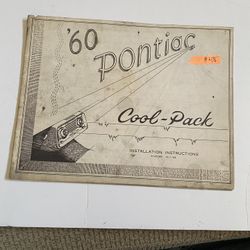 '60 Pontiac
Cool-Pack
INSTALLATION INSTRUCTIONS